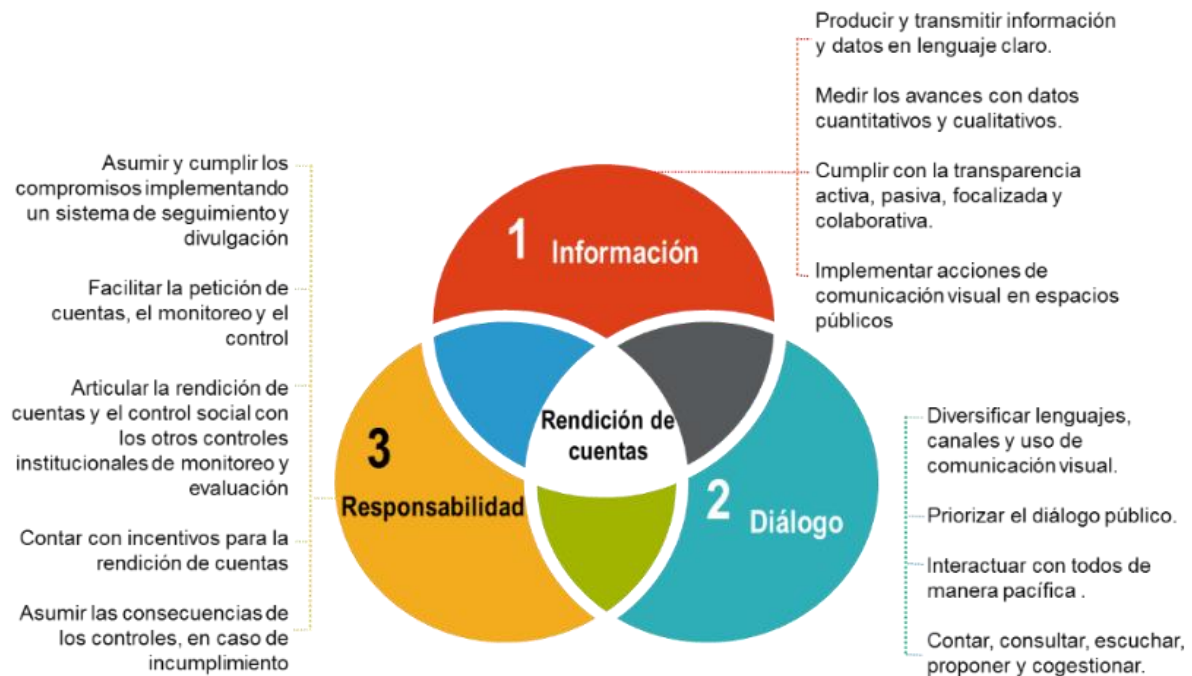 Producir y transmitir información
y datos en lenguaje claro.
Medir los avances con datos
cuantitativos y cualitativos.
Cumplir con la transparencia
activa, pasiva, focalizada y
colaborativa.
Implementar acciones de
comunicación visual en espacios
públicos
1 Información
Asumir y cumplir los
compromisos implementando
un sistema de seguimiento y
divulgación
Facilitar la petición de
cuentas, el monitoreo y el
control
Articular la rendición de
cuentas y el control social con
los otros controles
institucionales de monitoreo y
evaluación
Contar con incentivos para la
rendición de cuentas
Asumir las consecuencias de
los controles, en caso de
incumplimiento
3
Responsabilidad
Rendición de
cuentas
2 Diálogo
Diversificar lenguajes,
canales y uso de
comunicación visual.
Priorizar el diálogo público.
Interactuar con todos de
manera pacífica .
Contar, consultar, escuchar,
proponer y cogestionar.